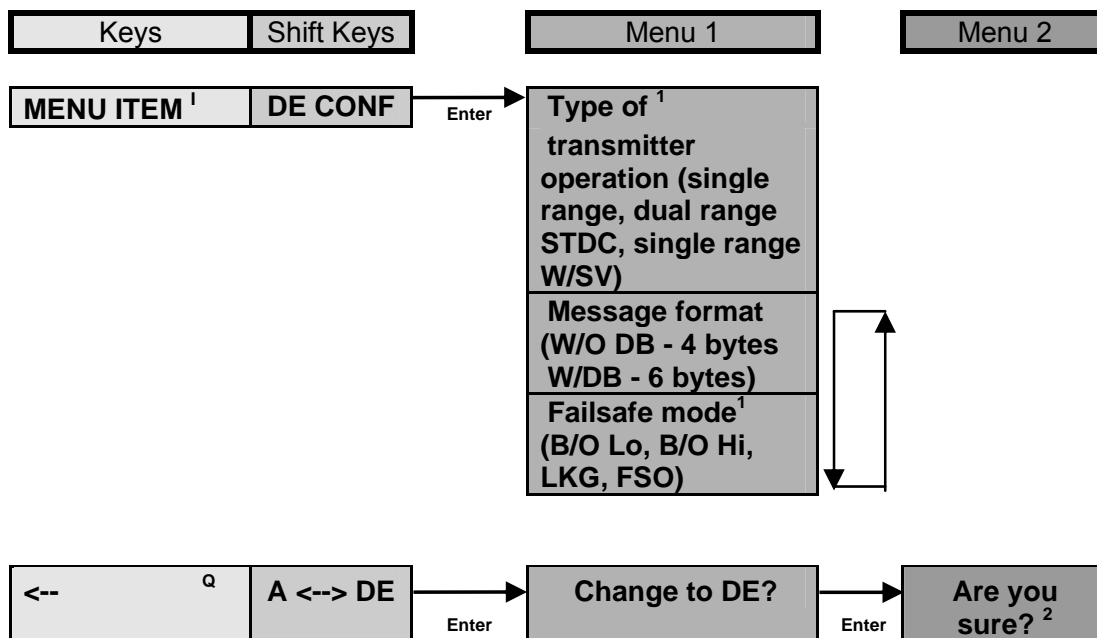 Keys Shift Keys Menu 1 Menu 2
MENU ITEM I DE CONF Enter Type of 1
transmitter
operation (single
range, dual range
STDC, single range
W/SV)
Message format
(W/O DB - 4 bytes
W/DB - 6 bytes)
Failsafe mode1
(B/O Lo, B/O Hi,
LKG, FSO)
<-- Q A <--> DE Enter Change to DE? Enter Are you
sure? 2